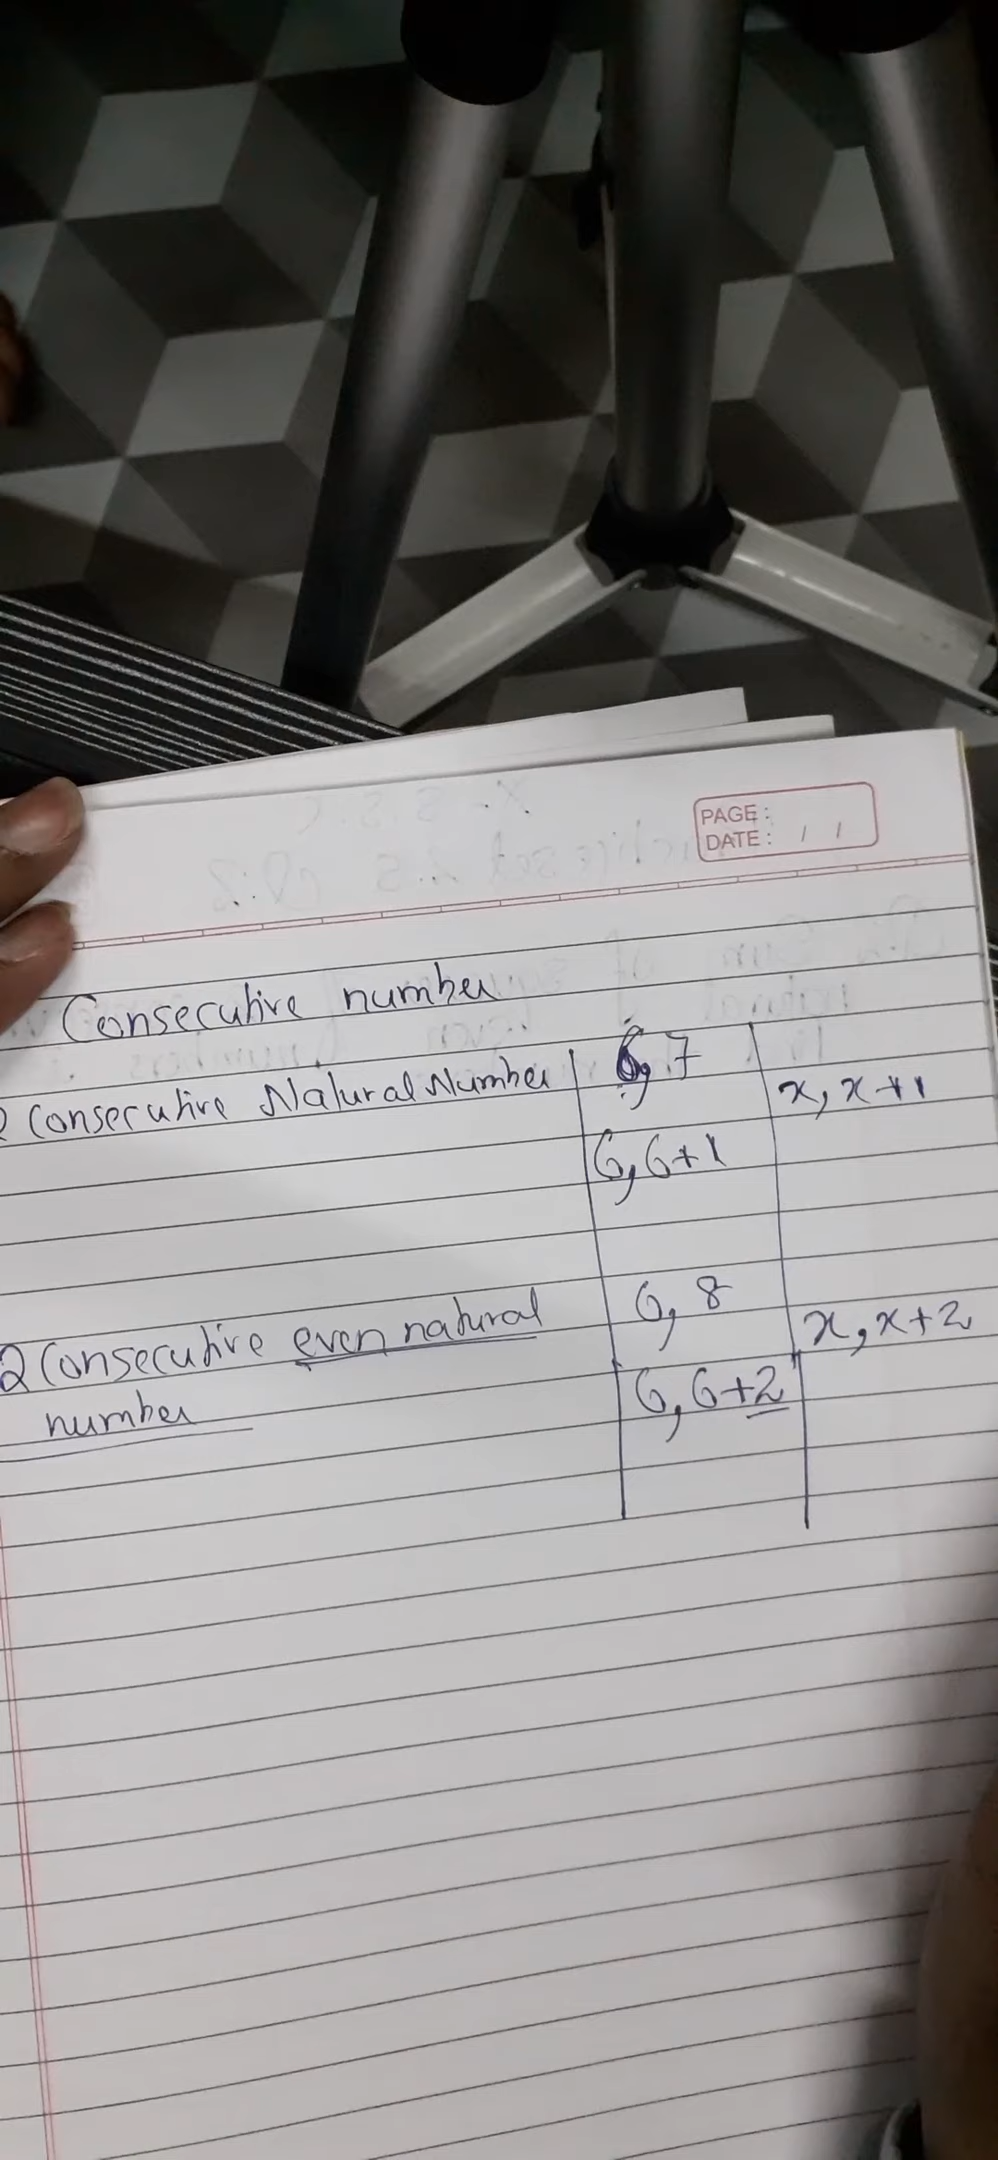 PAGE:
DATE: / /
Consecutive number
2 Consecutive Natural Number 6, 7 x, x+1
6, 6+1
2 Consecutive even natural 6, 8 x, x+2
number 6, 6+2